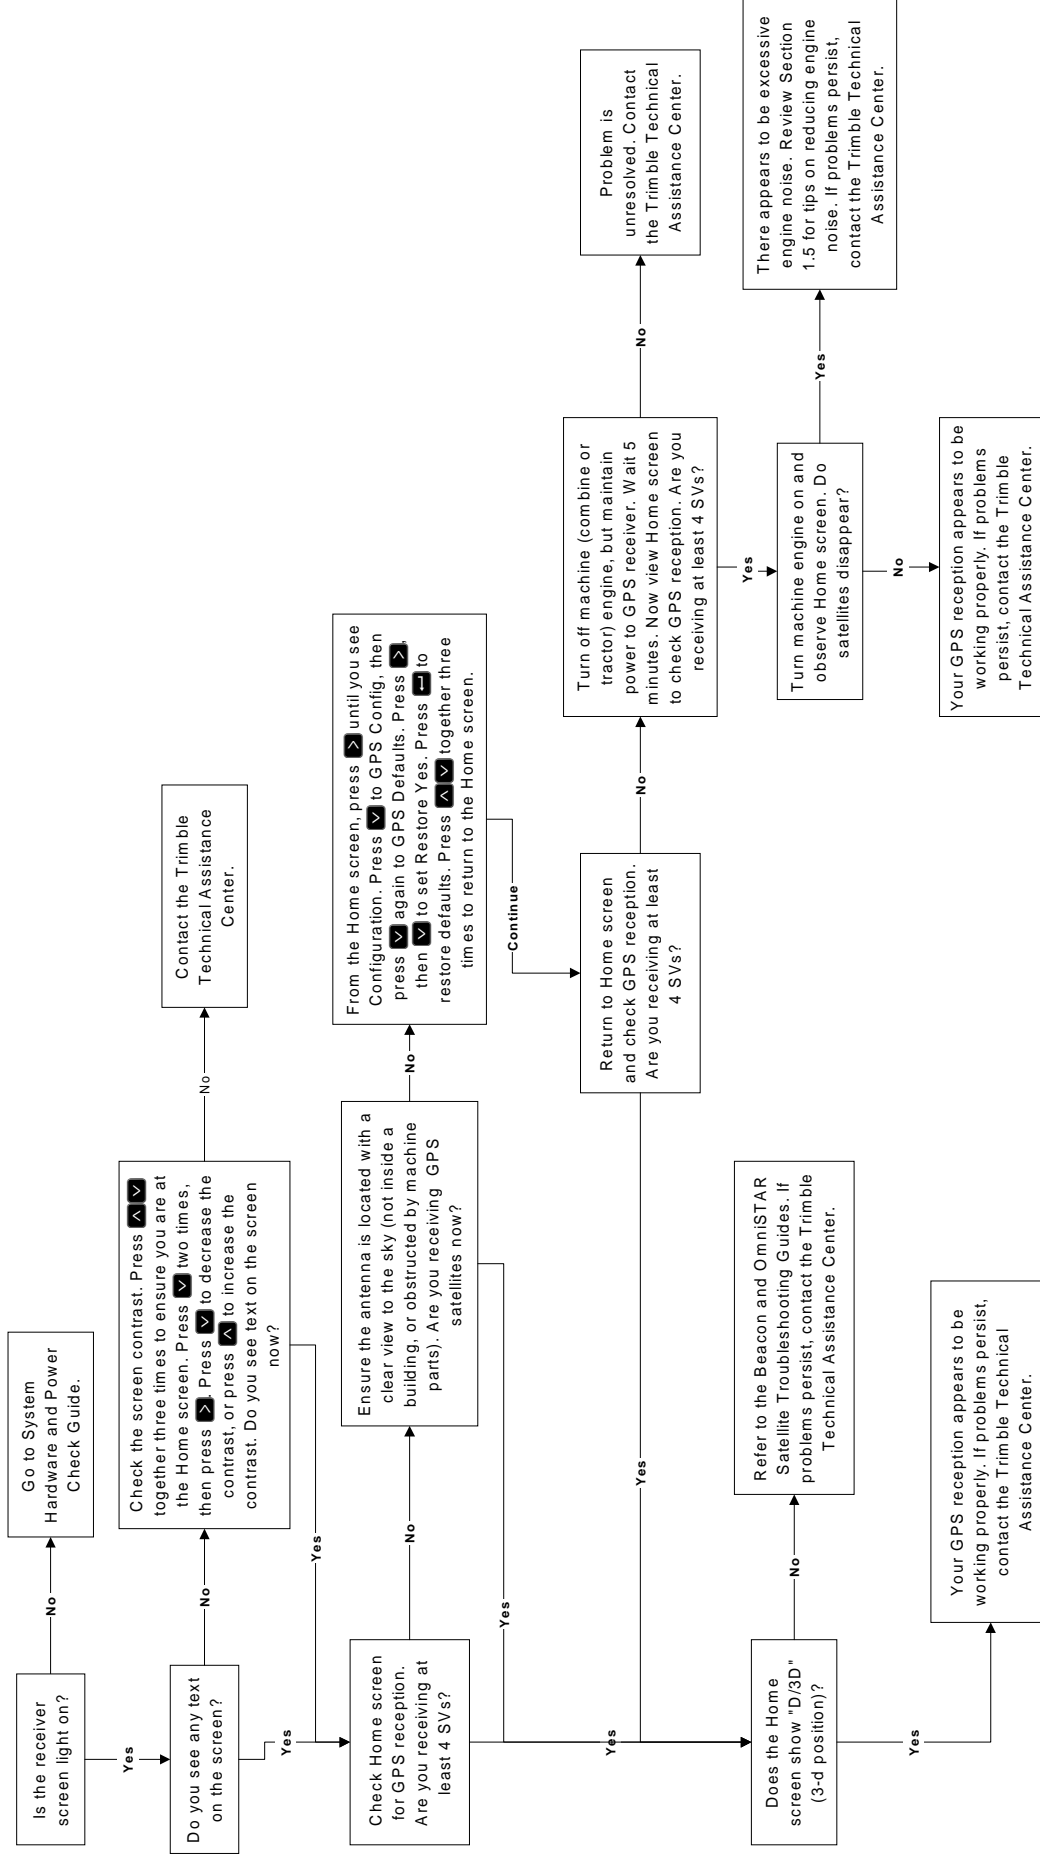 Is the receiver
screen light on?
No
Go to System
Hardware and Power
Check Guide.
Yes
Do you see any text
on the screen?
No
Check the screen contrast. Press
together three times to ensure you are at
the Home screen. Press two times,
then press . Press to decrease the
contrast, or press to increase the
contrast. Do you see text on the screen
now?
No
Contact the Trimble
Technical Assistance
Center.
Yes
Yes
Check Home screen
for GPS reception.
Are you receiving at
least 4 SVs?
No
Ensure the antenna is located with a
clear view to the sky (not inside a
building, or obstructed by machine
parts). Are you receiving GPS
satellites now?
No
From the Home screen, press until you see
Configuration. Press to GPS Config, then
press again to GPS Defaults. Press ,
then to set Restore Yes. Press to
restore defaults. Press together three
times to return to the Home screen.
Continue
Yes
Yes
Return to Home screen
and check GPS reception.
Are you receiving at least
4 SVs?
No
Turn off machine (combine or
tractor) engine, but maintain
power to GPS receiver. Wait 5
minutes. Now view Home screen
to check GPS reception. Are you
receiving at least 4 SVs?
No
Problem is
unresolved. Contact
the Trimble Technical
Assistance Center.
Yes
Yes
Turn machine engine on and
observe Home screen. Do
satellites disappear?
Yes
There appears to be excessive
engine noise. Review Section
1.5 for tips on reducing engine
noise. If problems persist,
contact the Trimble Technical
Assistance Center.
No
Your GPS reception appears to be
working properly. If problems
persist, contact the Trimble
Technical Assistance Center.
Does the Home
screen show "D/3D"
(3-d position)?
No
Refer to the Beacon and OmniSTAR
Satellite Troubleshooting Guides. If
problems persist, contact the Trimble
Technical Assistance Center.
Yes
Your GPS reception appears to be
working properly. If problems persist,
contact the Trimble Technical
Assistance Center.